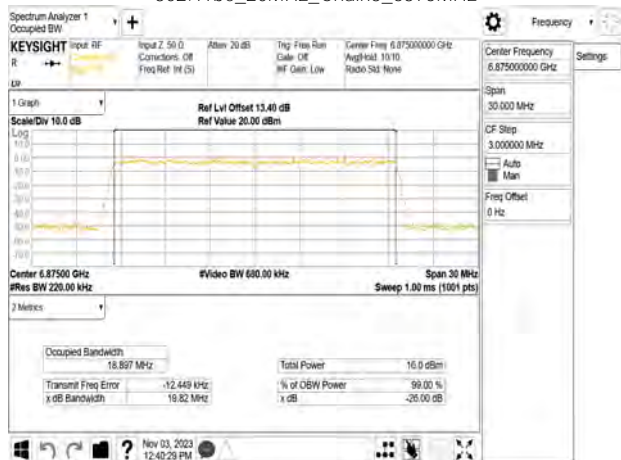 Spectrum Analyzer 1
Occupied BW
Frequency
KEYSIGHT
Input: RF
R
Input Z: 50 Ω
Corrections: Off
Freq Ref: Int (S)
Atten: 20 dB
Trig: Free Run
Gate: Off
#IF Gain: Low
Center Freq: 6.875000000 GHz
Avg|Hold: 10/10
Radio Std: None
Center Frequency
6.875000000 GHz
Settings
Span
30.000 MHz
CF Step
3.000000 MHz
Auto
Man
Freq Offset
0 Hz
1 Graph
Scale/Div 10.0 dB
Ref Lvl Offset 13.40 dB
Ref Value 20.00 dBm
Log
10.0
0.00
Center 6.87500 GHz
#Res BW 220.00 kHz
#Video BW 680.00 kHz
Span 30 MHz
Sweep 1.00 ms (1001 pts)
2 Metrics
Occupied Bandwidth
18.897 MHz
Total Power
16.0 dBm
Transmit Freq Error
-12.449 kHz
% of OBW Power
99.00 %
x dB Bandwidth
19.82 MHz
x dB
-26.00 dB
Nov 03, 2023
12:40:29 PM